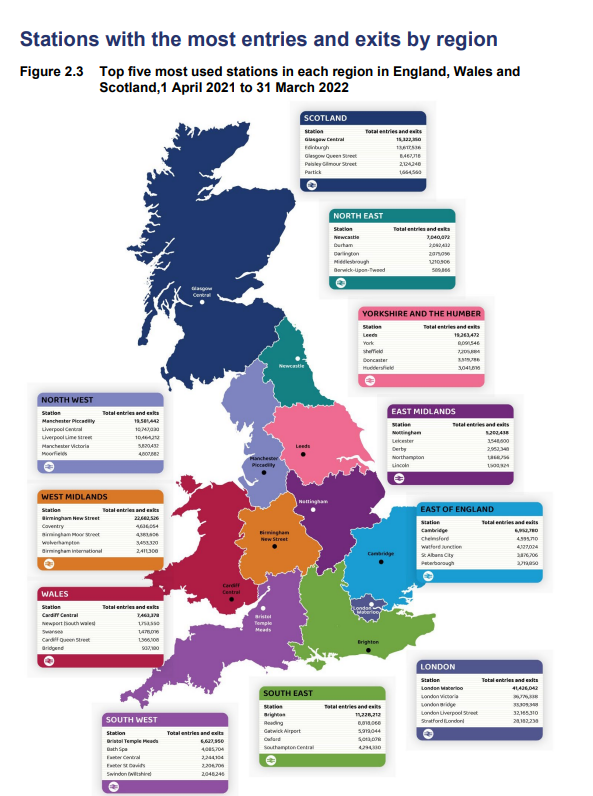 Stations with the most entries and exits by region
Figure 2.3 Top five most used stations in each region in England, Wales and
Scotland,1 April 2021 to 31 March 2022
SCOTLAND
Station Total entries and exits
Glasgow Central 15,322,350
Edinburgh 13,617,536
Glasgow Queen Street 8,467,718
Paisley Gilmour Street 2,124,248
Partick 1,664,560
NORTH EAST
Station Total entries and exits
Newcastle 7,040,072
Durham 2,092,432
Darlington 2,075,056
Middlesbrough 1,210,506
Berwick-Upon-Tweed 589,886
Glasgow
Central
YORKSHIRE AND THE HUMBER
Station Total entries and exits
Leeds 19,263,472
York 8,091,546
Sheffield 7,205,884
Doncaster 3,519,786
Huddersfield 3,041,816
Newcastle
NORTH WEST
Station Total entries and exits
Manchester Piccadilly 19,581,442
Liverpool Central 10,747,030
Liverpool Lime Street 10,464,212
Manchester Victoria 5,820,432
Moorfields 4,807,882
EAST MIDLANDS
Station Total entries and exits
Nottingham 5,202,438
Leicester 3,548,600
Derby 2,952,348
Northampton 1,868,756
Lincoln 1,500,924
Leeds
Manchester
Piccadilly
WEST MIDLANDS
Station Total entries and exits
Birmingham New Street 22,682,526
Coventry 4,636,054
Birmingham Moor Street 4,383,606
Wolverhampton 3,453,320
Birmingham International 2,411,308
Nottingham
EAST OF ENGLAND
Station Total entries and exits
Cambridge 6,952,780
Chelmsford 4,595,710
Watford Junction 4,127,024
St Albans City 3,876,706
Peterborough 3,719,850
Birmingham
New Street
Cambridge
WALES
Station Total entries and exits
Cardiff Central 7,463,378
Newport (South Wales) 1,753,550
Swansea 1,478,016
Cardiff Queen Street 1,366,108
Bridgend 937,180
Cardiff
Central
London
Waterloo
Bristol
Temple
Meads
Brighton
LONDON
Station Total entries and exits
London Waterloo 41,426,042
London Victoria 36,776,338
London Bridge 33,309,348
London Liverpool Street 32,165,310
Stratford (London) 28,182,238
SOUTH EAST
Station Total entries and exits
Brighton 11,228,212
Reading 8,818,068
Gatwick Airport 5,919,044
Oxford 5,013,078
Southampton Central 4,294,330
SOUTH WEST
Station Total entries and exits
Bristol Temple Meads 6,627,950
Bath Spa 4,085,704
Exeter Central 2,244,104
Exeter St David's 2,206,706
Swindon (Wiltshire) 2,048,246